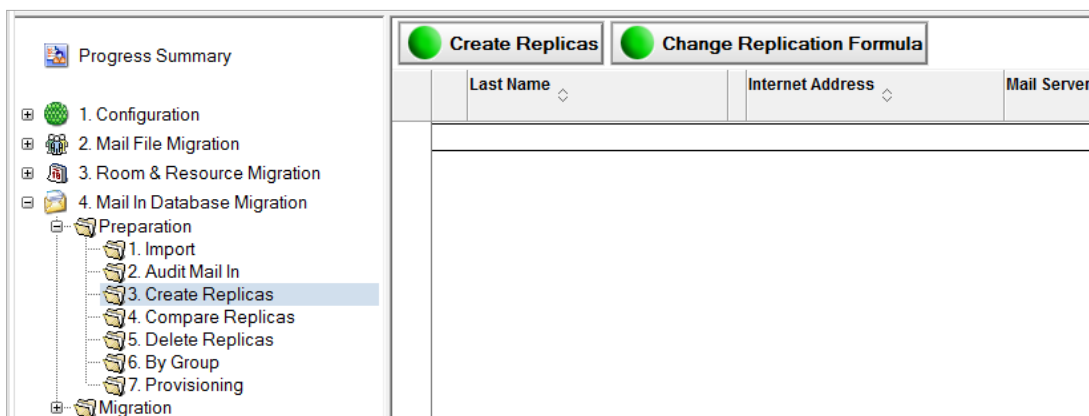 Progress Summary
1. Configuration
2. Mail File Migration
3. Room & Resource Migration
4. Mail In Database Migration
Preparation
1. Import
2. Audit Mail In
3. Create Replicas
4. Compare Replicas
5. Delete Replicas
6. By Group
7. Provisioning
Migration
Create Replicas
Change Replication Formula
Last Name
Internet Address
Mail Server